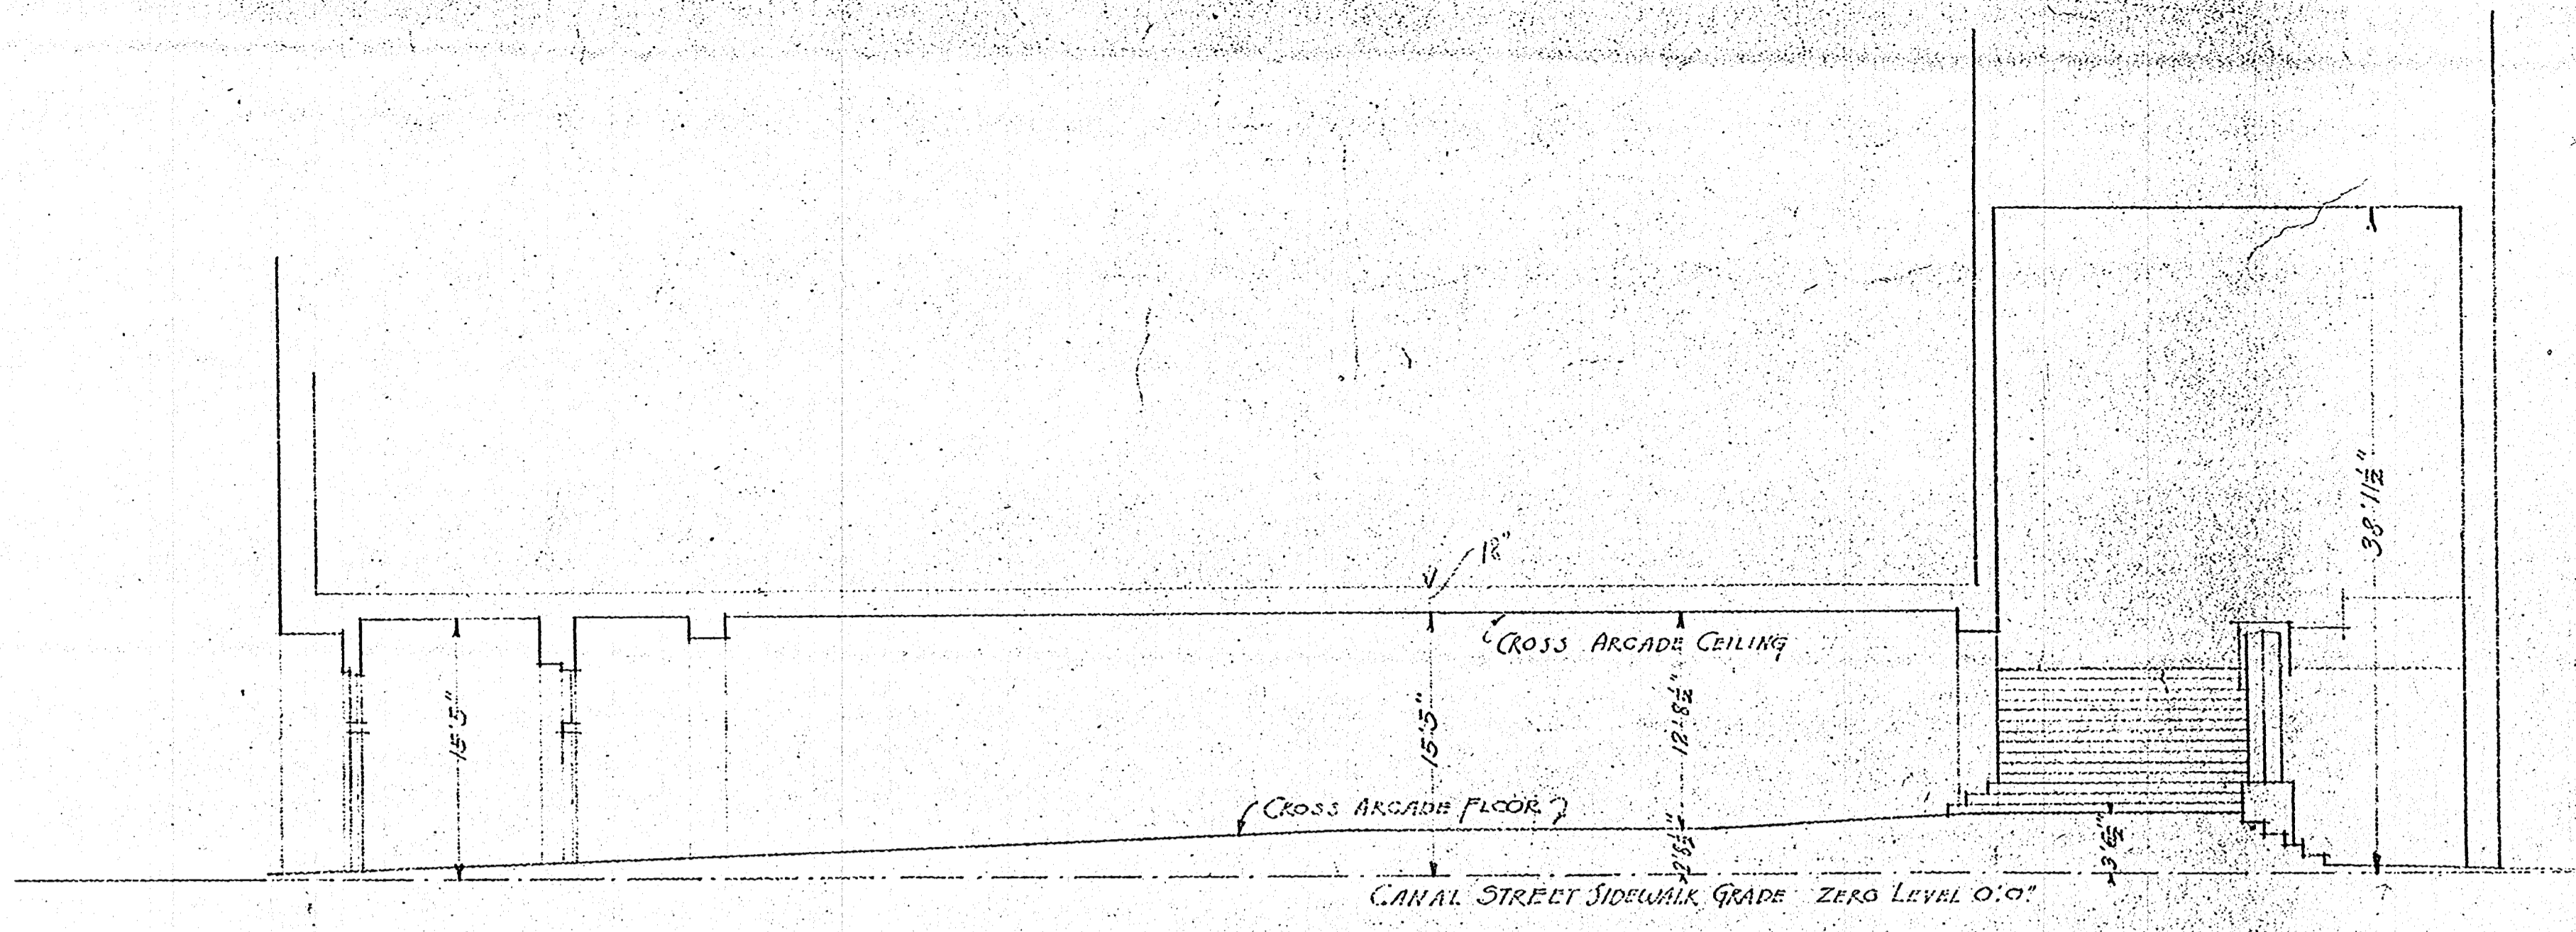 18"
38'11½"
CROSS ARCADE CEILING
15'5"
15'5"
12'-8½"
CROSS ARCADE FLOOR
2'8½"
3'6½"
CANAL STREET SIDEWALK GRADE ZERO LEVEL 0'.0"